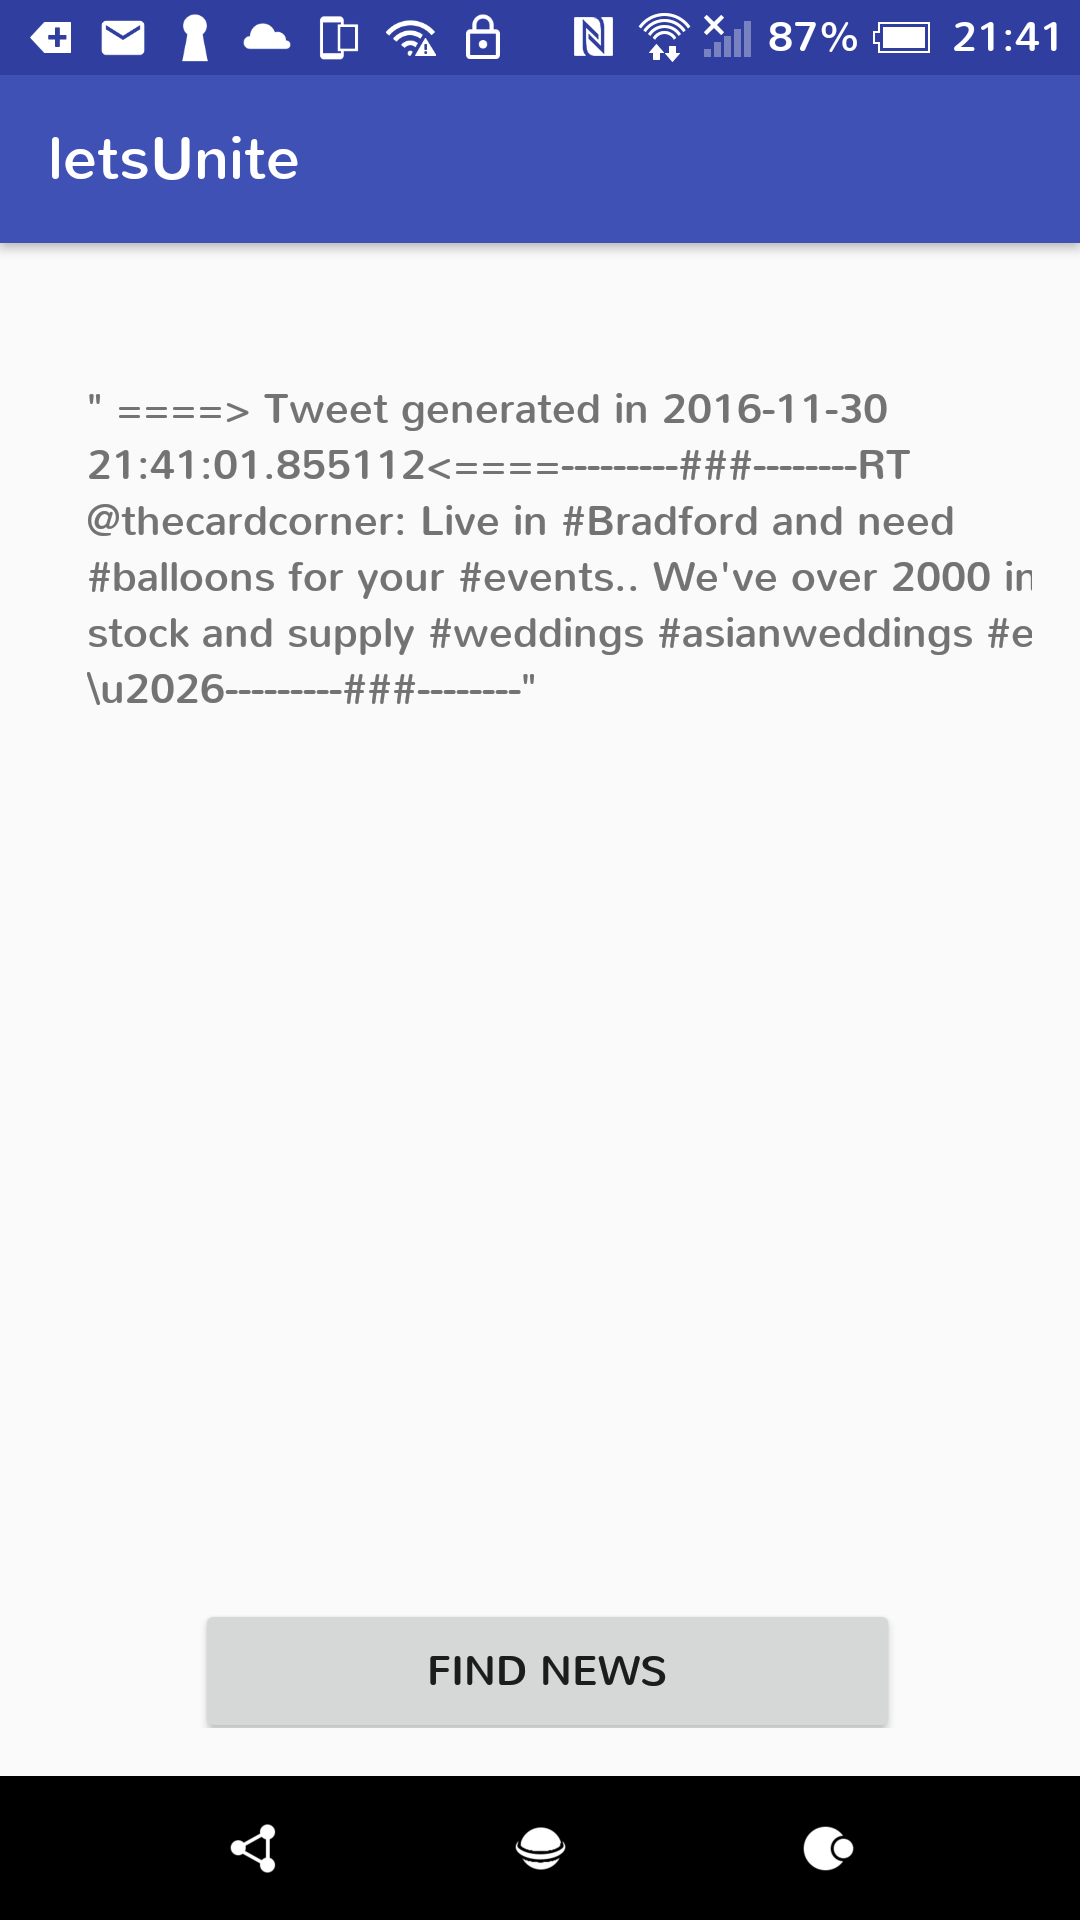 87% 21:41
letsUnite
" ====> Tweet generated in 2016-11-30
21:41:01.855112<====---------###--------RT
@thecardcorner: Live in #Bradford and need
#balloons for your #events.. We've over 2000 in
stock and supply #weddings #asianweddings #e
\u2026---------###--------"
FIND NEWS